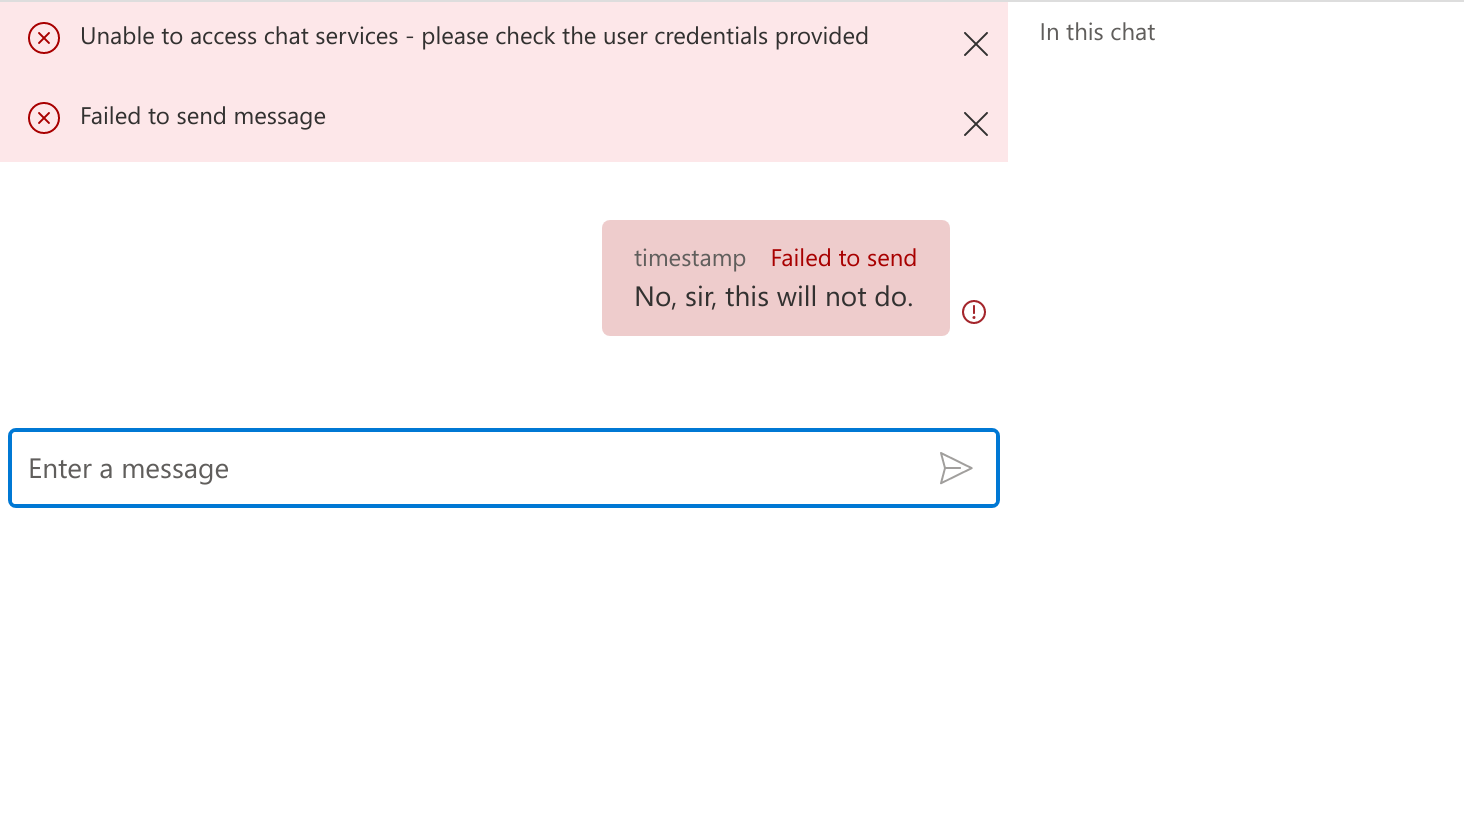 Unable to access chat services - please check the user credentials provided
In this chat
Failed to send message
timestamp Failed to send
No, sir, this will not do.
Enter a message